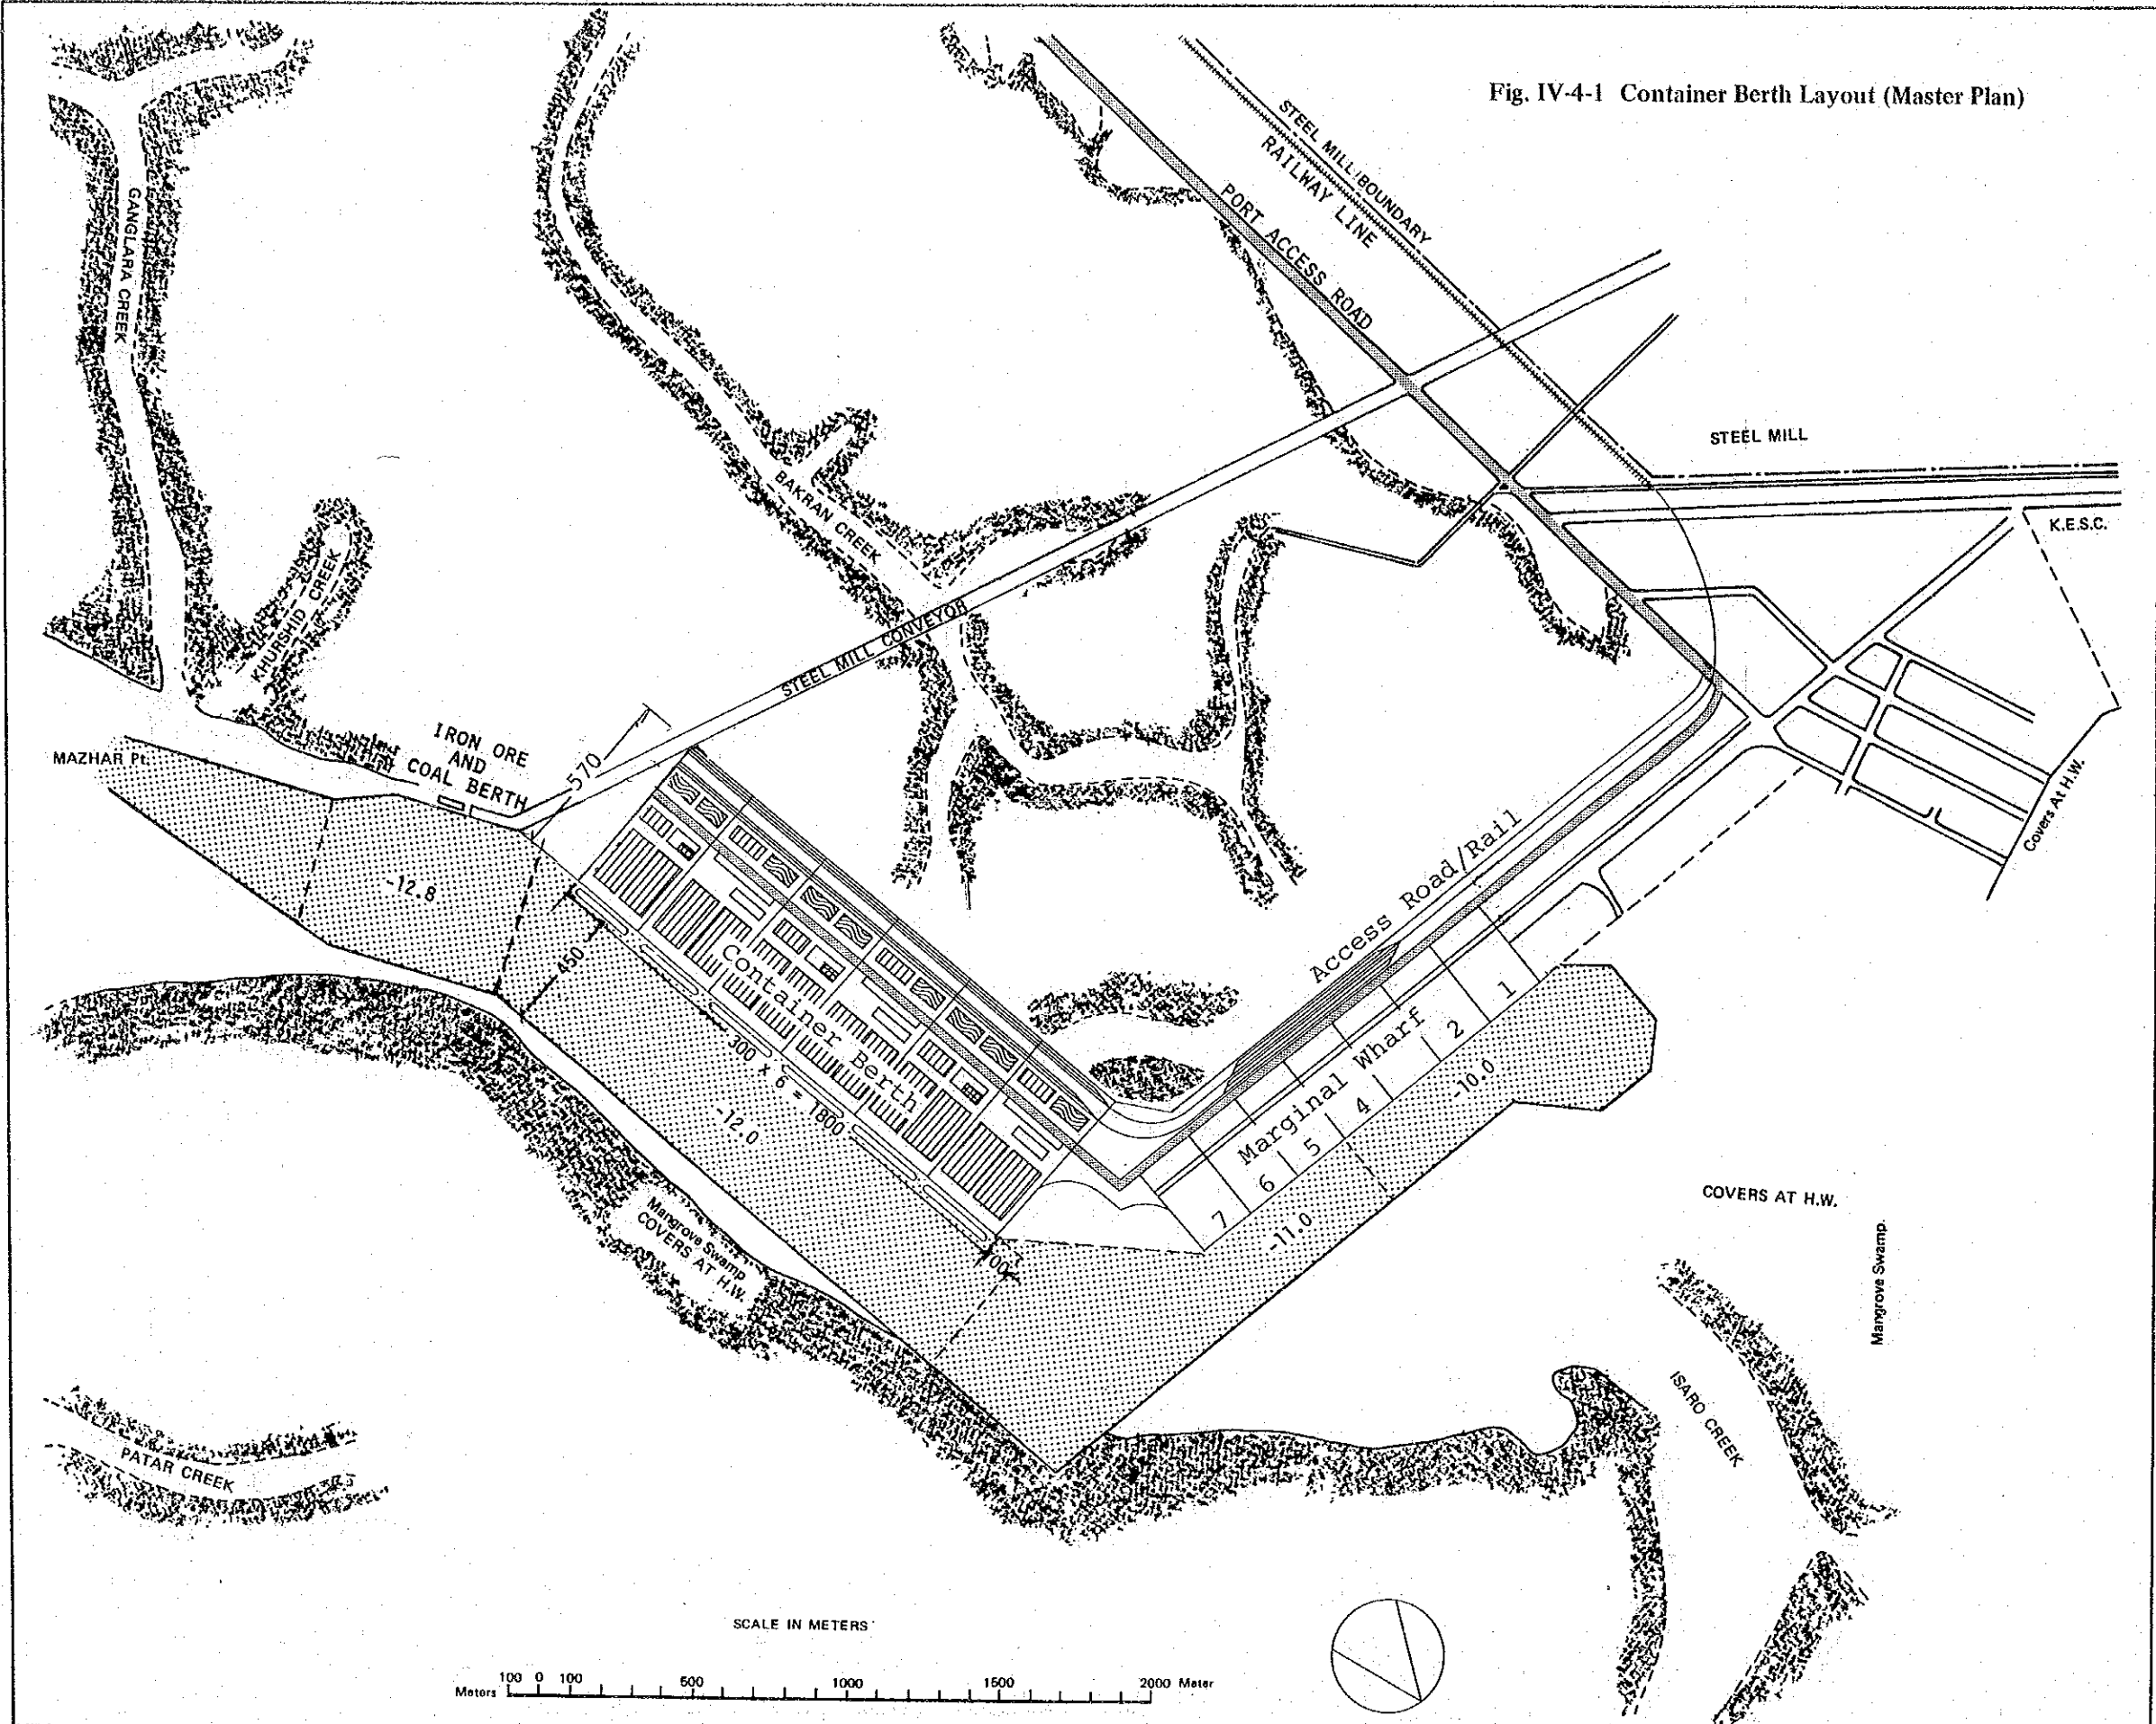 Fig. IV-4-1 Container Berth Layout (Master Plan)
STEEL MILL BOUNDARY
RAILWAY LINE
PORT ACCESS ROAD
GANGLARA CREEK
STEEL MILL
BAKRAN CREEK
K.E.S.C.
KHURSHID CREEK
STEEL MILL CONVEYOR
IRON ORE
AND
COAL BERTH
MAZHAR Pt.
570
Covers At H.W.
-12.8
Access Road/Rail
450
Container Berth
300 x 6 = 1800
-12.0
Marginal Wharf
1
2
4
5
6
7
-10.0
-11.0
100
Mangrove Swamp
COVERS AT H.W.
COVERS AT H.W.
Mangrove Swamp.
ISARO CREEK
PATAR CREEK
SCALE IN METERS
Meters 100 0 100 500 1000 1500 2000 Meter